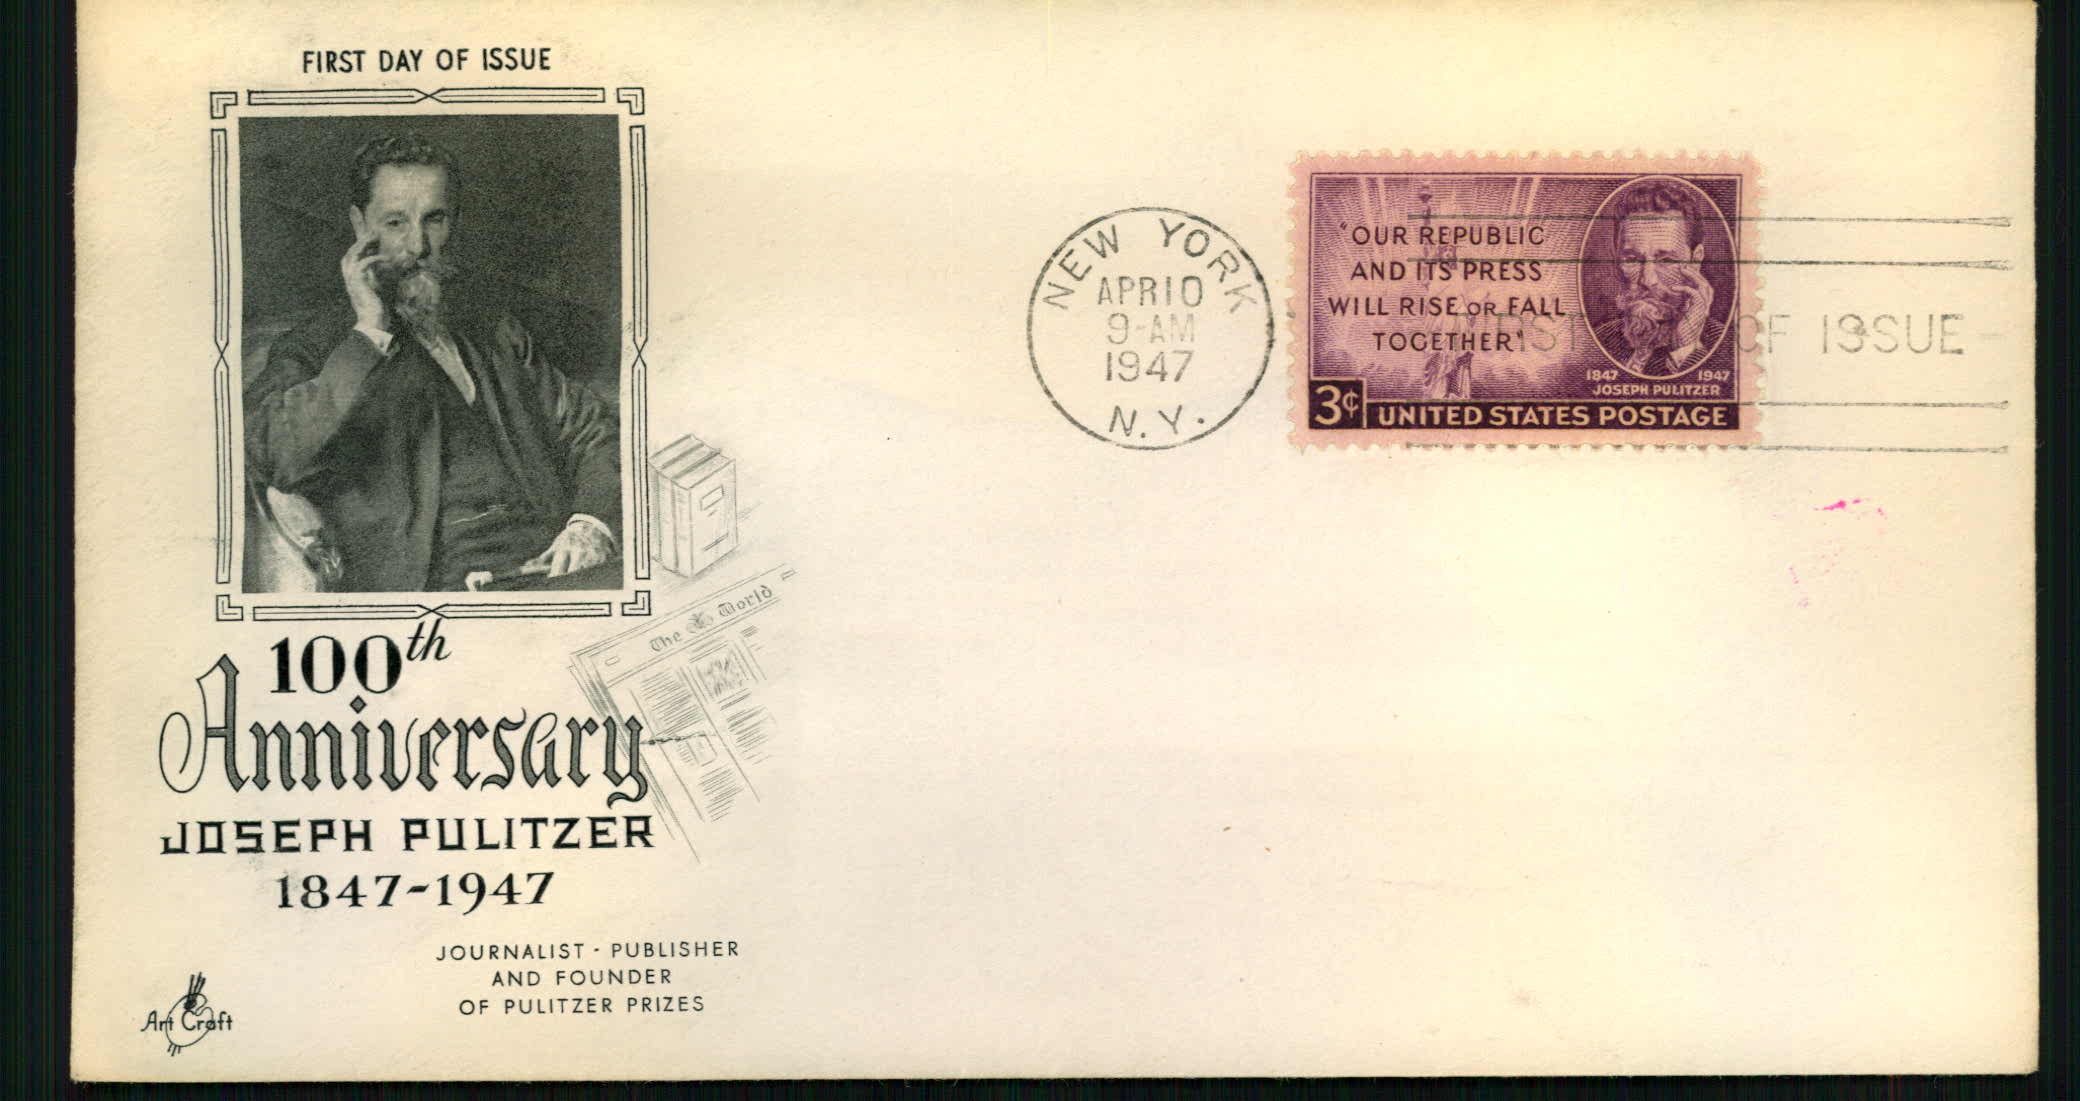 FIRST DAY OF ISSUE
The World
100th
Anniversary
JOSEPH PULITZER
1847-1947
JOURNALIST - PUBLISHER
AND FOUNDER
OF PULITZER PRIZES
Art Craft
NEW YORK
APR 10
9-AM
1947
N.Y.
"OUR REPUBLIC
AND ITS PRESS
WILL RISE OR FALL
TOGETHER"
1847 1947
JOSEPH PULITZER
3¢ UNITED STATES POSTAGE
OF ISSUE